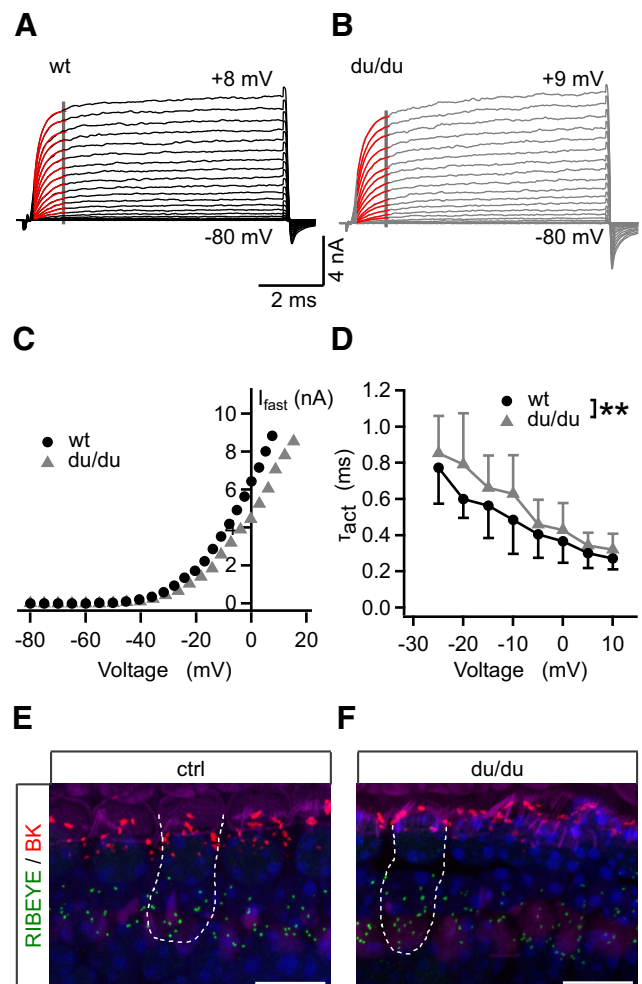 A
B
wt
du/du
+8 mV
+9 mV
-80 mV
-80 mV
4 nA
2 ms
C
D
I fast (nA)
10
8
6
4
2
0
wt
du/du
-80 -60 -40 -20 0 20
Voltage (mV)
τact (ms)
1.2
1.0
0.8
0.6
0.4
0.2
0.0
wt
du/du
**
-30 -20 -10 0 10
Voltage (mV)
E
F
ctrl
du/du
RIBEYE / BK